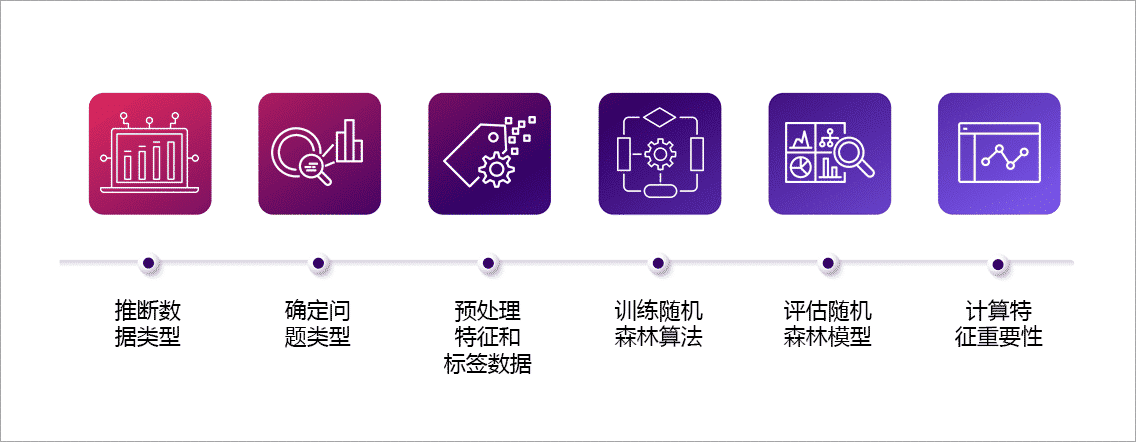 推断数
据类型
确定问
题类型
预处理
特征和
标签数据
训练随机
森林算法
评估随机
森林模型
计算特
征重要性